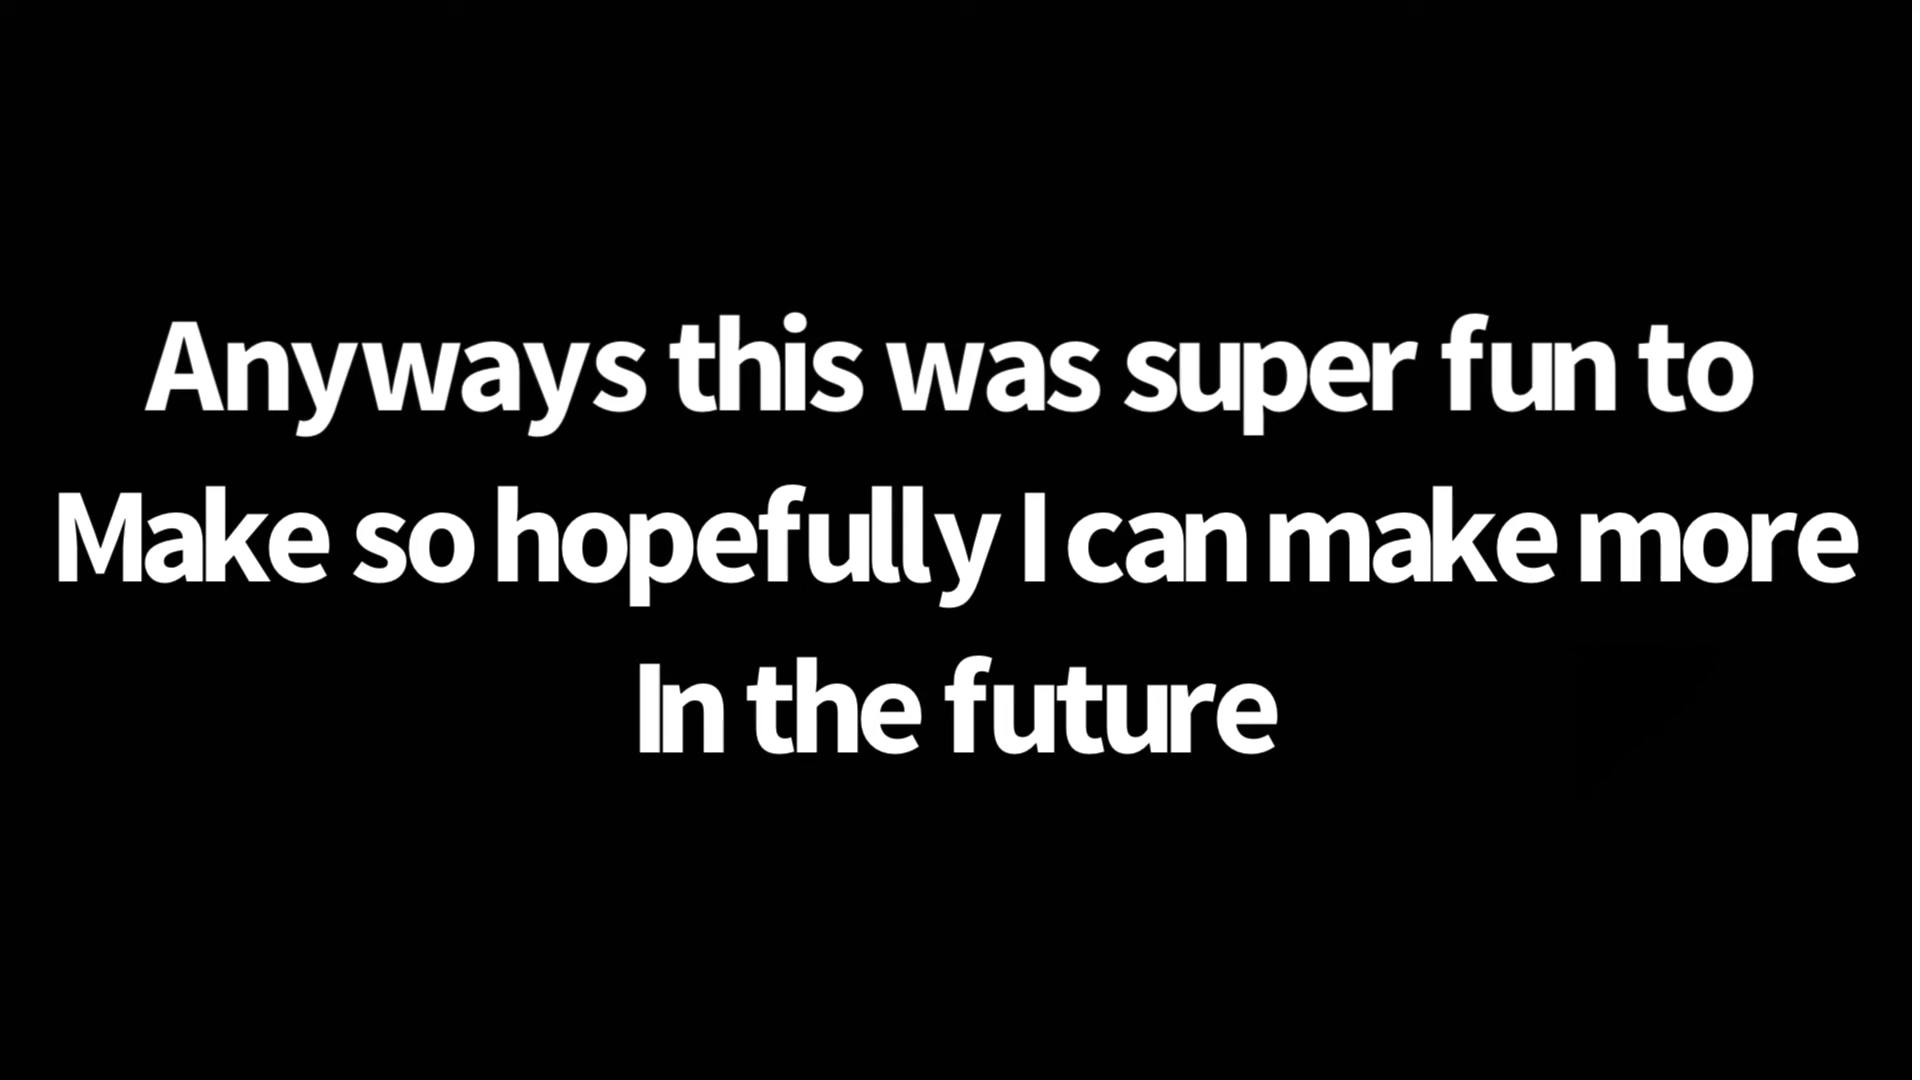 Anyways this was super fun to
Make so hopefully I can make more
In the future